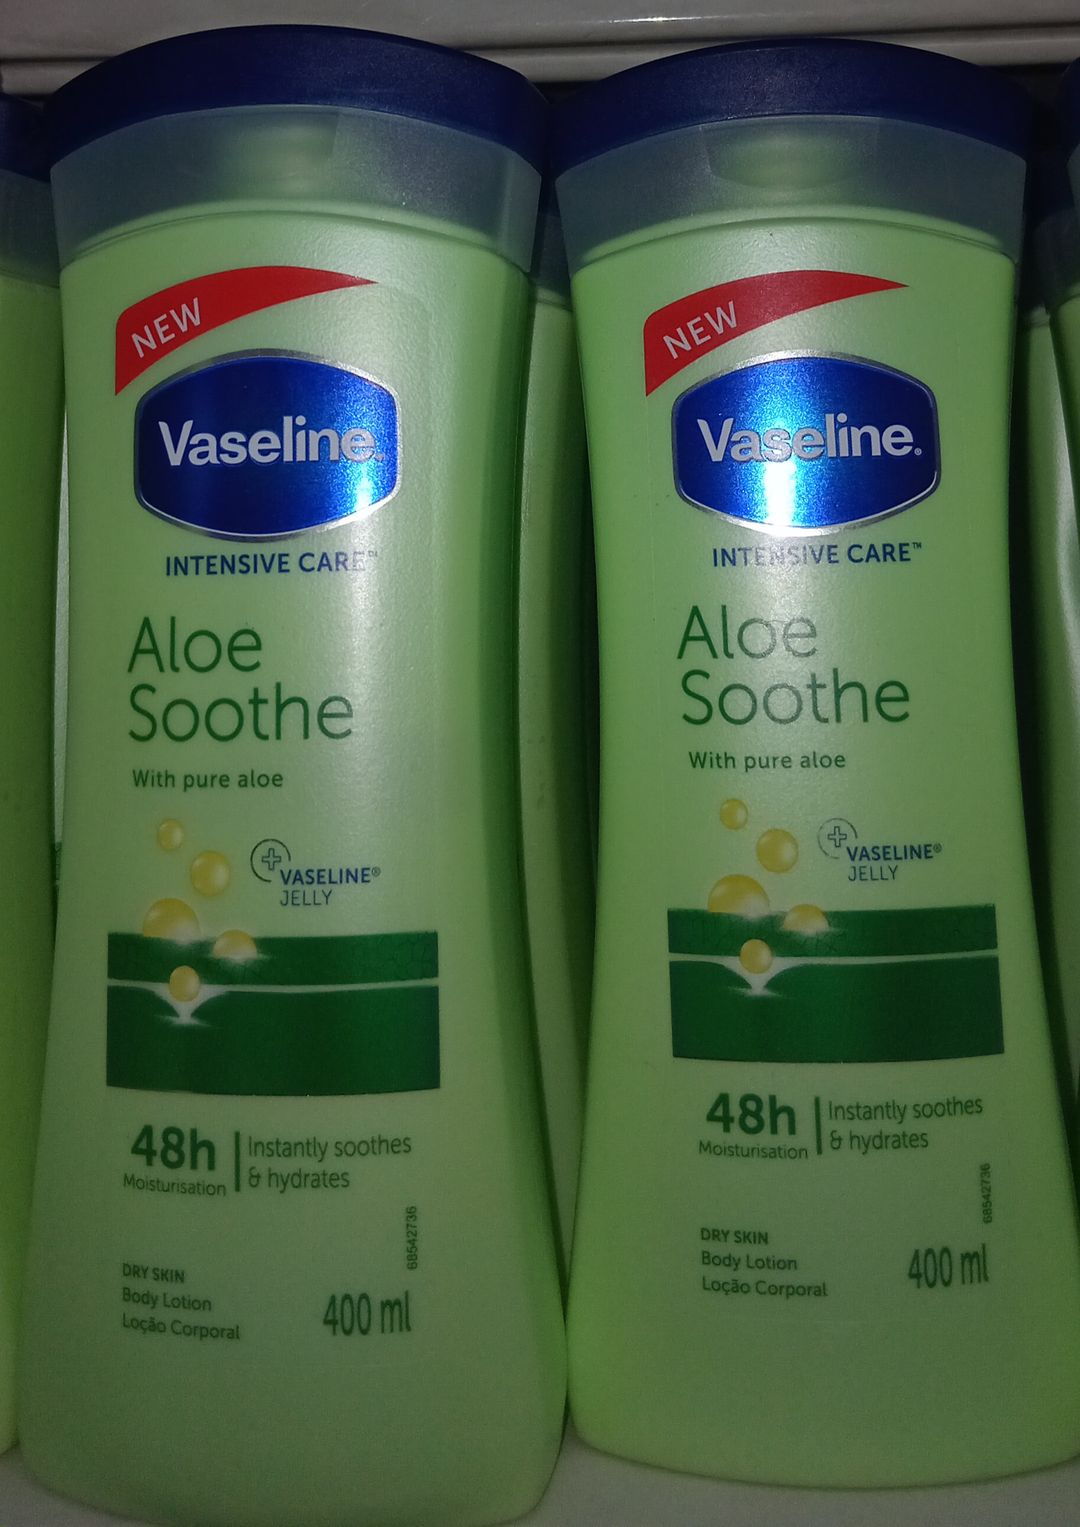 NEW
Vaseline.
INTENSIVE CARE™
Aloe
Soothe
With pure aloe
VASELINE®
JELLY
48h
Moisturisation
Instantly soothes
& hydrates
68542736
DRY SKIN
Body Lotion
Loção Corporal
400 ml
NEW
Vaseline.
INTENSIVE CARE™
Aloe
Soothe
With pure aloe
VASELINE®
JELLY
48h
Moisturisation
Instantly soothes
& hydrates
68542736
DRY SKIN
Body Lotion
Loção Corporal
400 ml